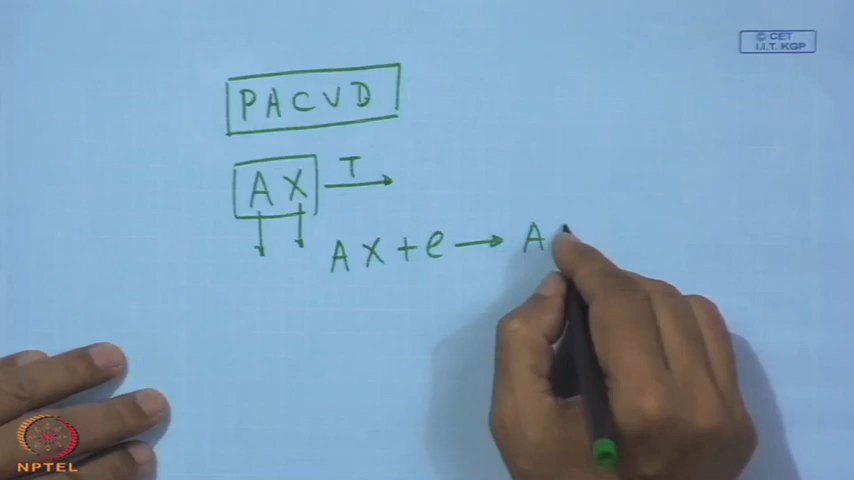 © CET
I.I.T. KGP
PACVD
AX T →
AX + e → A
NPTEL